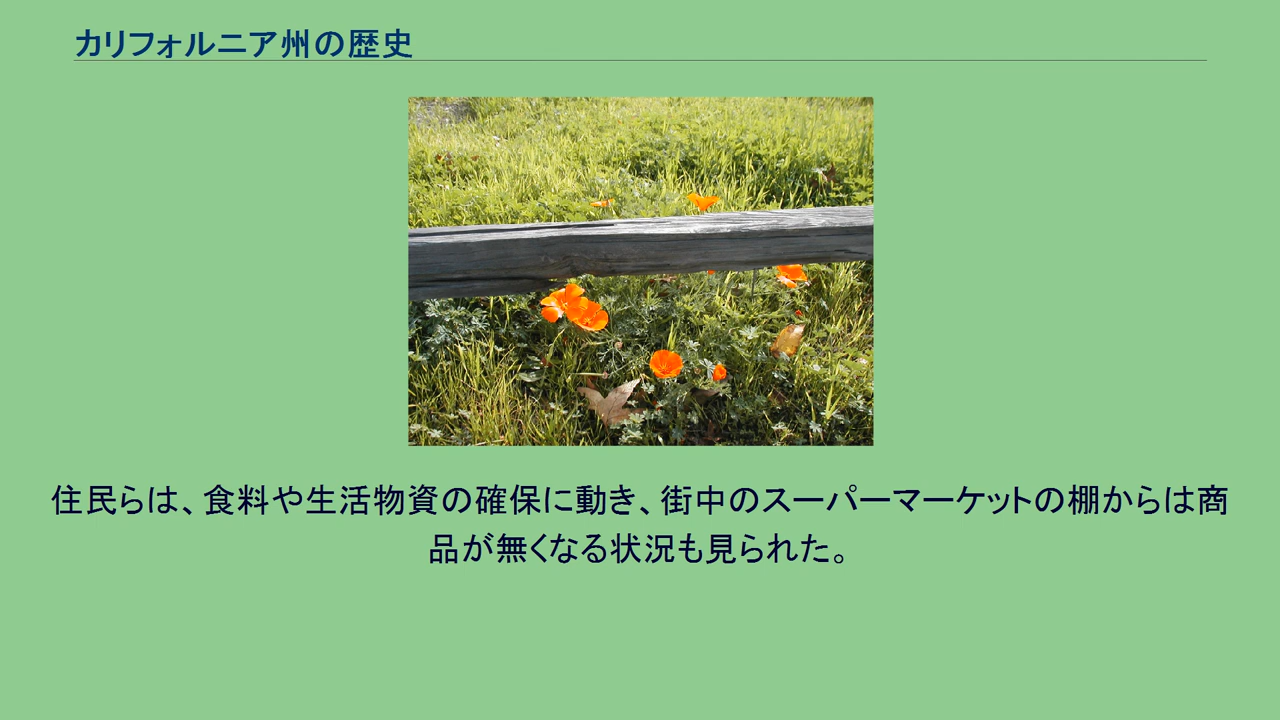 カリフォルニア州の歴史
住民らは、食料や生活物資の確保に動き、街中のスーパーマーケットの棚からは商
品が無くなる状況も見られた。